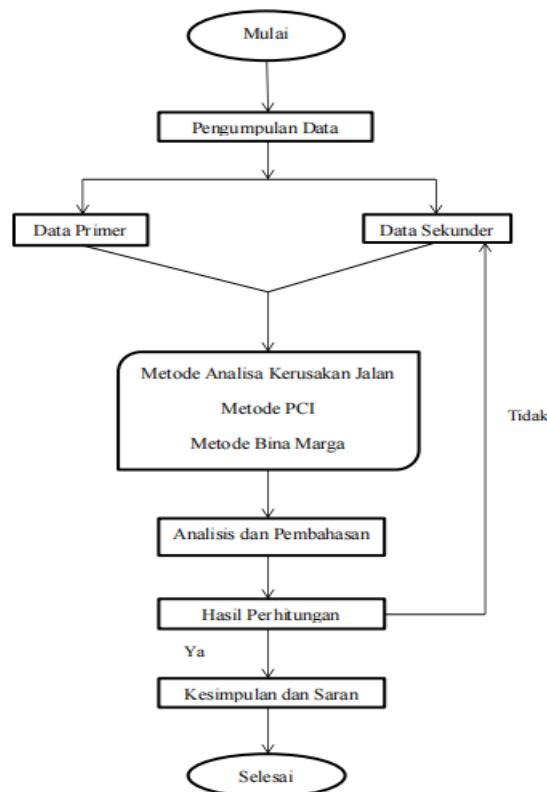 Mulai
Pengumpulan Data
Data Primer
Data Sekunder
Metode Analisa Kerusakan Jalan
Metode PCI
Metode Bina Marga
Tidak
Analisis dan Pembahasan
Hasil Perhitungan
Ya
Kesimpulan dan Saran
Selesai